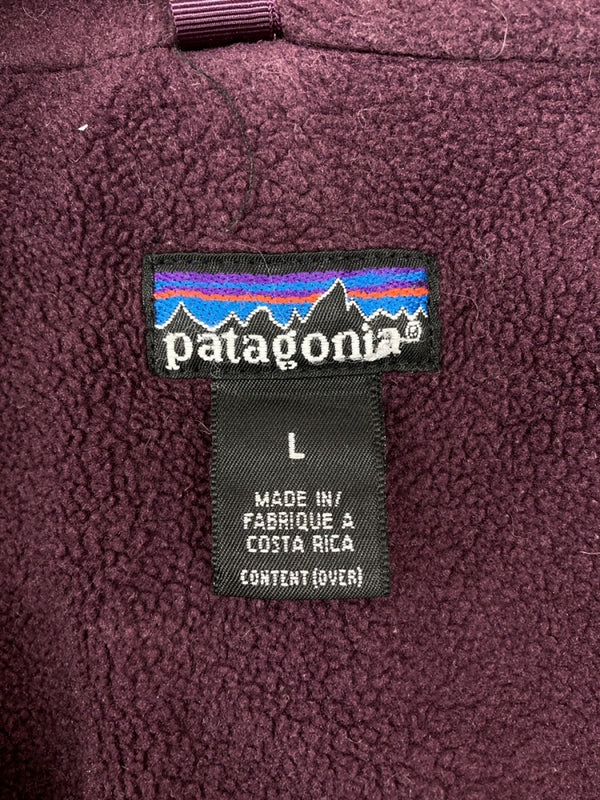 patagonia®
L
MADE IN/
FABRIQUE A
COSTA RICA
CONTENT (OVER)